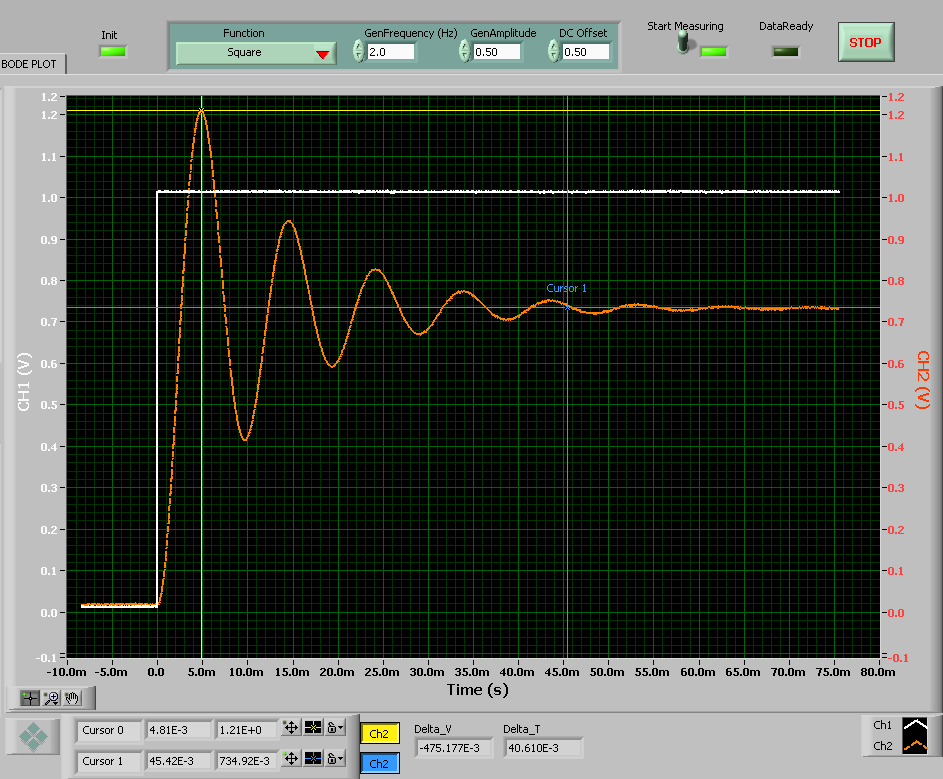 Init
Function
GenFrequency (Hz)
GenAmplitude
DC Offset
Start Measuring
DataReady
Square
2.0
0.50
0.50
STOP
BODE PLOT
1.2
1.2
1.1
1.0
0.9
0.8
0.7
0.6
0.5
0.4
0.3
0.2
0.1
0.0
-0.1
CH1 (V)
Cursor 1
1.2
1.2
1.1
1.0
0.9
0.8
0.7
0.6
0.5
0.4
0.3
0.2
0.1
0.0
-0.1
CH2 (V)
-10.0m -5.0m 0.0 5.0m 10.0m 15.0m 20.0m 25.0m 30.0m 35.0m 40.0m 45.0m 50.0m 55.0m 60.0m 65.0m 70.0m 75.0m 80.0m
Time (s)
Cursor 0 4.81E-3 1.21E+0 Ch2
Cursor 1 45.42E-3 734.92E-3 Ch2
Delta_V
-475.177E-3
Delta_T
40.610E-3
Ch1
Ch2